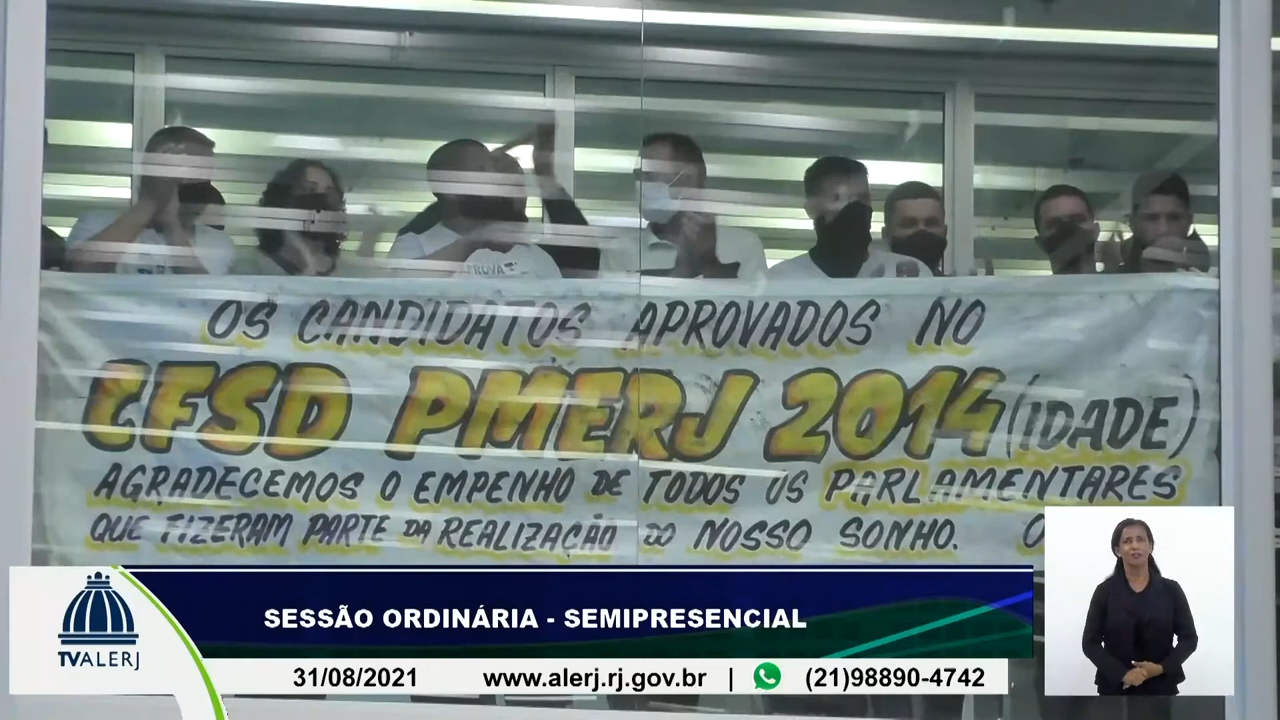 PROVA
OS CANDIDATOS APROVADOS NO
CFSD PMERJ 2014 (IDADE)
AGRADECEMOS O EMPENHO DE TODOS OS PARLAMENTARES
QUE FIZERAM PARTE DA REALIZAÇÃO DO NOSSO SONHO. O
SESSÃO ORDINÁRIA - SEMIPRESENCIAL
TVALERJ
31/08/2021 www.alerj.rj.gov.br | (21)98890-4742